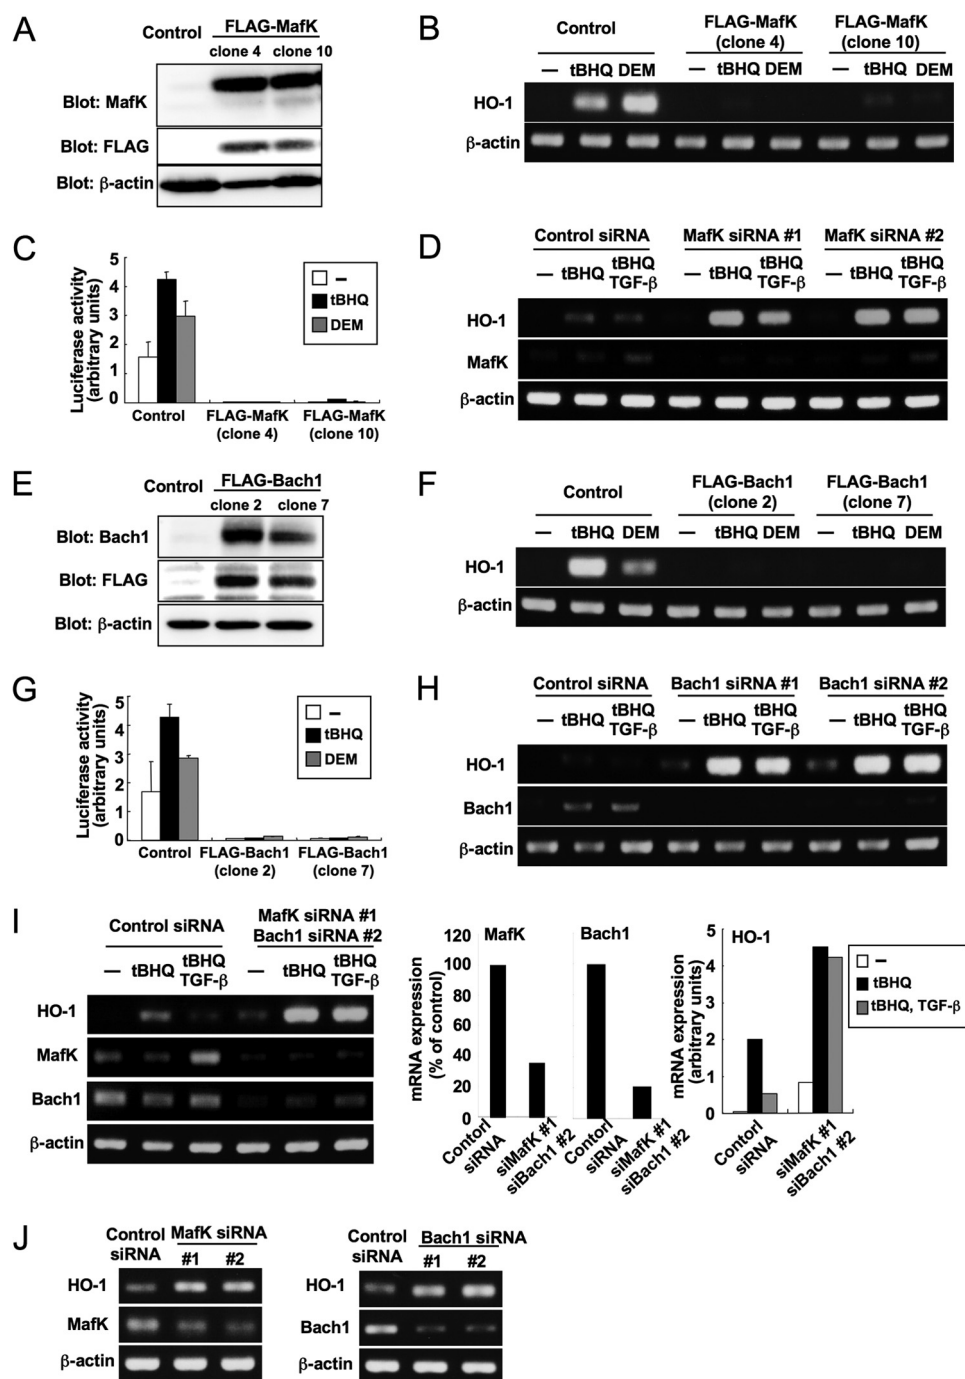 A
Control
FLAG-MafK
clone 4 clone 10
Blot: MafK
Blot: FLAG
Blot: β-actin
B
Control
FLAG-MafK
(clone 4)
FLAG-MafK
(clone 10)
– tBHQ DEM – tBHQ DEM – tBHQ DEM
HO-1
β-actin
C
Luciferase activity
(arbitrary units)
5
4
3
2
1
0
–
tBHQ
DEM
Control
FLAG-MafK
(clone 4)
FLAG-MafK
(clone 10)
D
Control siRNA MafK siRNA #1 MafK siRNA #2
– tBHQ tBHQ TGF-β – tBHQ tBHQ TGF-β – tBHQ tBHQ TGF-β
HO-1
MafK
β-actin
E
Control
FLAG-Bach1
clone 2 clone 7
Blot: Bach1
Blot: FLAG
Blot: β-actin
F
Control
FLAG-Bach1
(clone 2)
FLAG-Bach1
(clone 7)
– tBHQ DEM – tBHQ DEM – tBHQ DEM
HO-1
β-actin
G
Luciferase activity
(arbitrary units)
5
4
3
2
1
0
–
tBHQ
DEM
Control
FLAG-Bach1
(clone 2)
FLAG-Bach1
(clone 7)
H
Control siRNA Bach1 siRNA #1 Bach1 siRNA #2
– tBHQ tBHQ TGF-β – tBHQ tBHQ TGF-β – tBHQ tBHQ TGF-β
HO-1
Bach1
β-actin
I
Control siRNA
MafK siRNA #1
Bach1 siRNA #2
– tBHQ tBHQ TGF-β – tBHQ tBHQ TGF-β
HO-1
MafK
Bach1
β-actin
mRNA expression
(% of control)
120
100
80
60
40
20
0
MafK
Bach1
Contorl
siRNA
siMafK #1
siBach1 #2
Contorl
siRNA
siMafK #1
siBach1 #2
mRNA expression
(arbitrary units)
5
4
3
2
1
0
HO-1
–
tBHQ
tBHQ, TGF-β
Control
siRNA
siMafK #1
siBach1 #2
J
Control
siRNA
MafK siRNA
#1 #2
HO-1
MafK
β-actin
Control
siRNA
Bach1 siRNA
#1 #2
HO-1
Bach1
β-actin